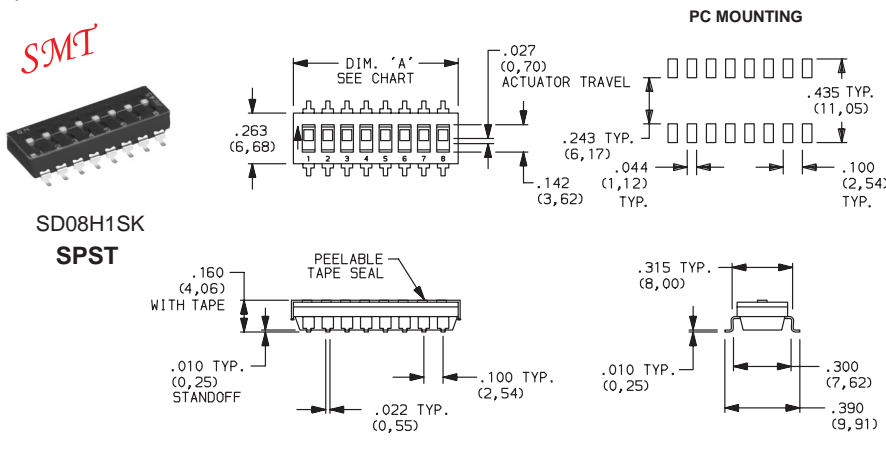 SMT
SD08H1SK
SPST
DIM. 'A'
SEE CHART
.027
(0,70)
ACTUATOR TRAVEL
.263
(6,68)
1 2 3 4 5 6 7 8
.142
(3,62)
PC MOUNTING
.435 TYP.
(11,05)
.243 TYP.
(6,17)
.044
(1,12)
TYP.
.100
(2,54)
TYP.
PEELABLE
TAPE SEAL
.160
(4,06)
WITH TAPE
.010 TYP.
(0,25)
STANDOFF
.022 TYP.
(0,55)
.100 TYP.
(2,54)
.315 TYP.
(8,00)
.010 TYP.
(0,25)
.300
(7,62)
.390
(9,91)